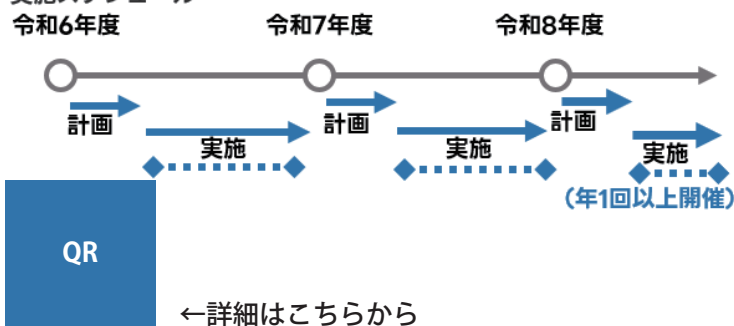 令和6年度 令和7年度 令和8年度
計画 計画 計画
実施 実施 実施
（年1回以上開催）
QR
←詳細はこちらから